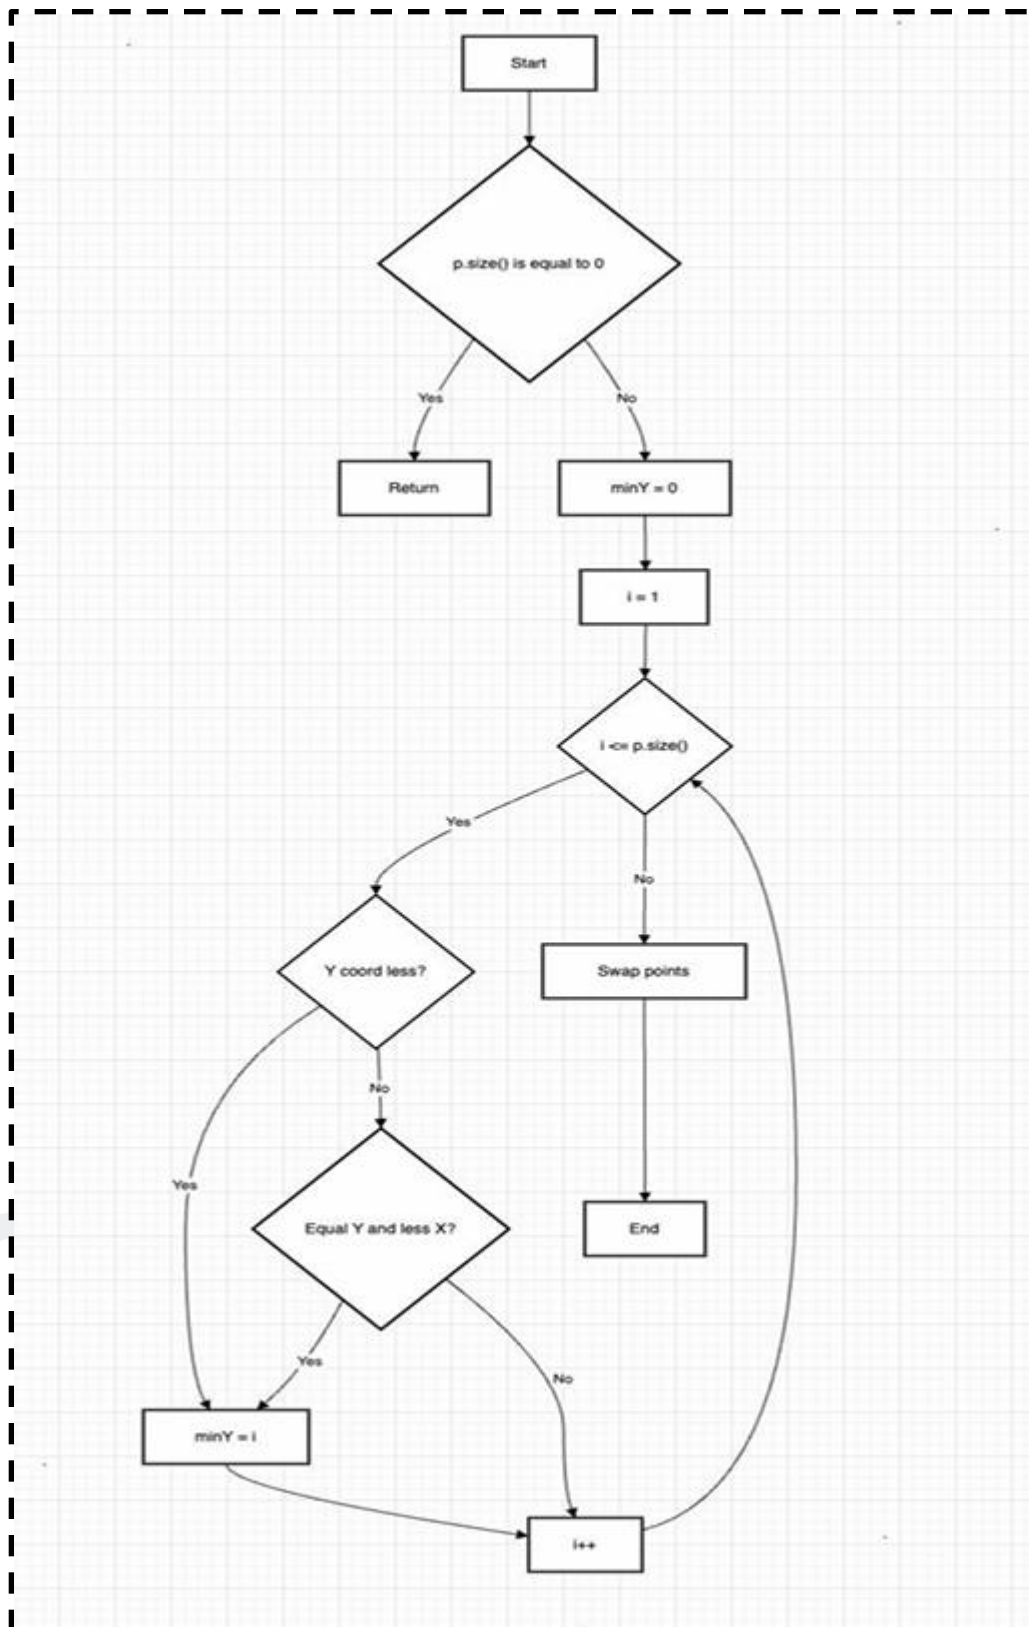 Start
p.size() is equal to 0
Yes
No
Return
minY = 0
i = 1
i <= p.size()
Yes
No
Y coord less?
Swap points
No
Yes
Equal Y and less X?
End
Yes
No
minY = i
i++